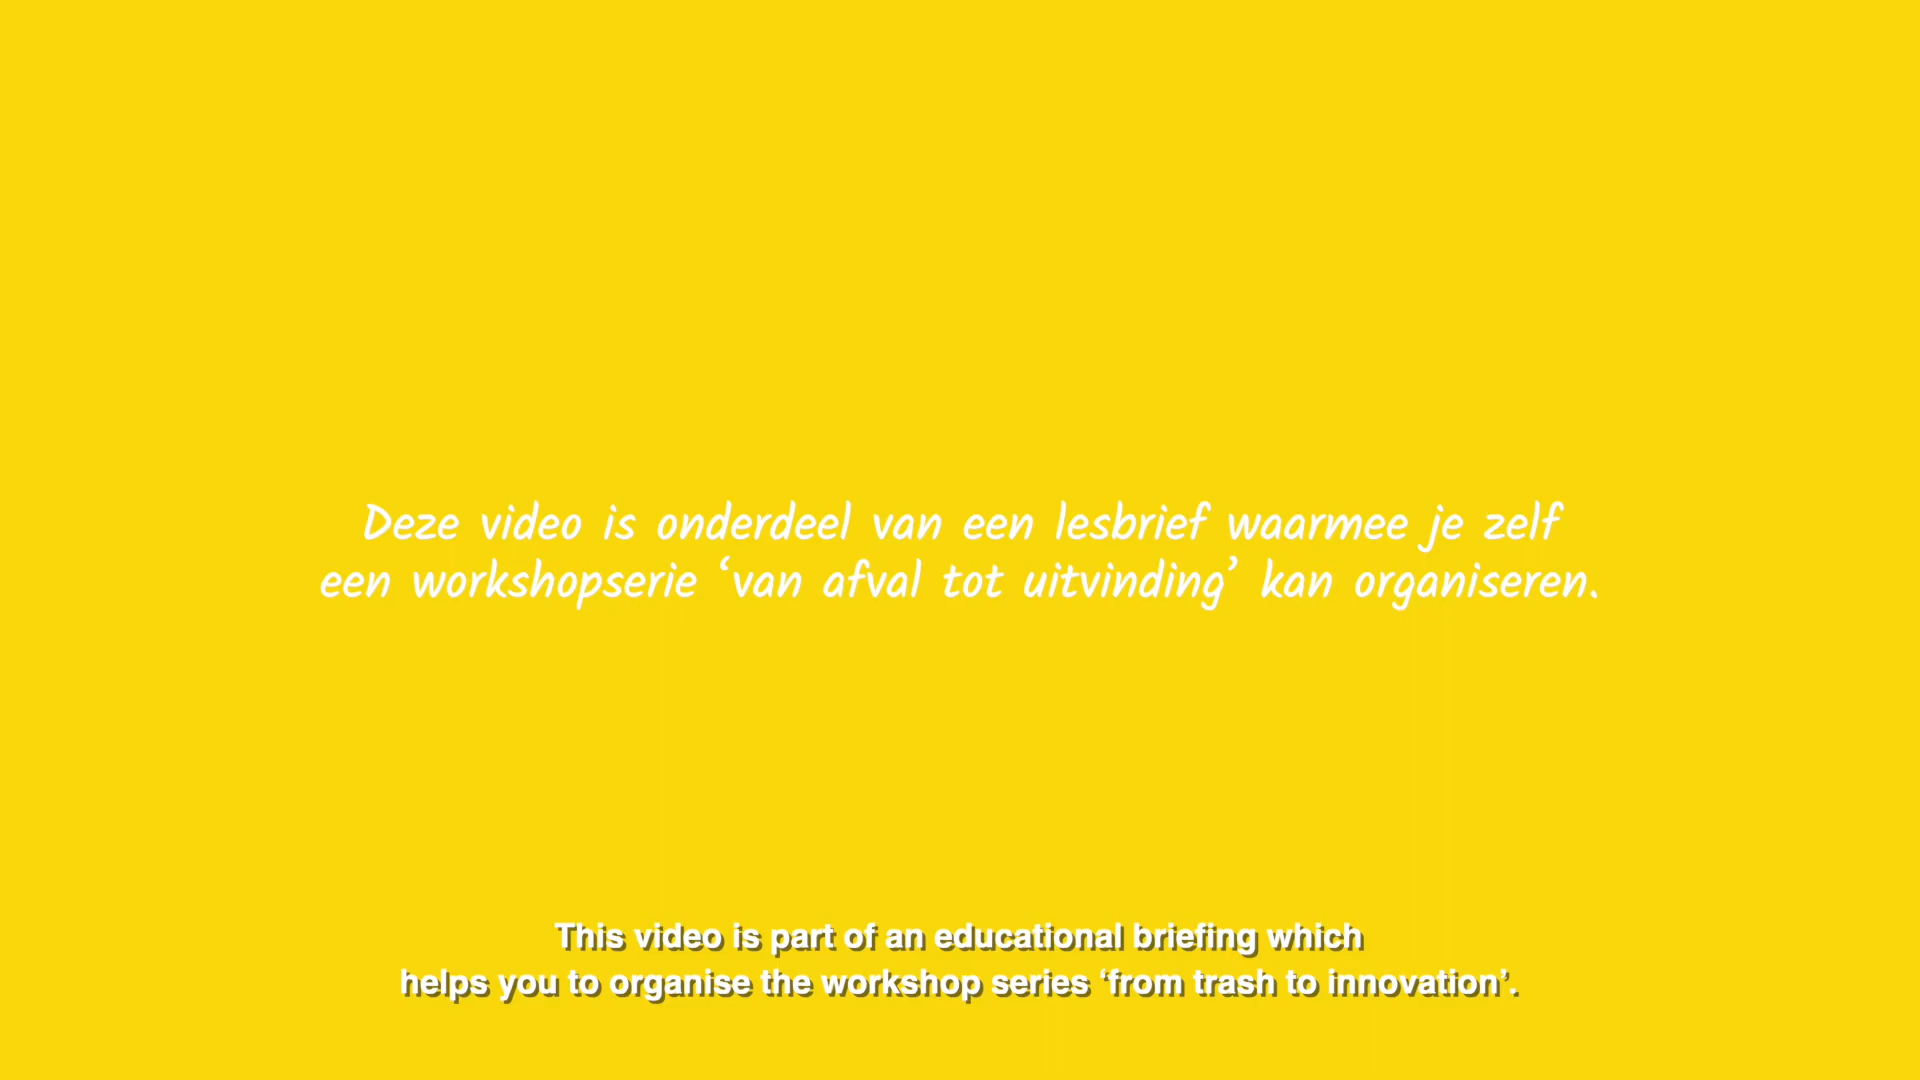 Deze video is onderdeel van een lesbrief waarmee je zelf
een workshopserie ‘van afval tot uitvinding’ kan organiseren.
This video is part of an educational briefing which
helps you to organise the workshop series ‘from trash to innovation’.